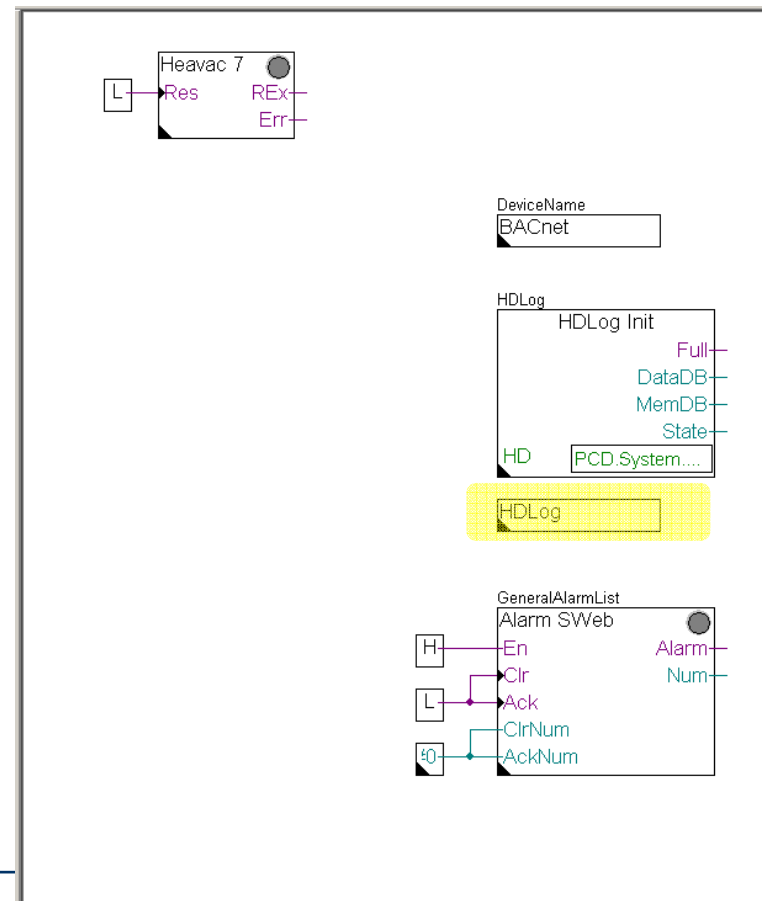 Heavac 7
L Res REx
Err
DeviceName
BACnet
HDLog
HDLog Init
Full
DataDB
MemDB
State
HD PCD.System....
HDLog
GeneralAlarmList
Alarm SWeb
H En Alarm
Clr Num
L Ack
ClrNum
AckNum